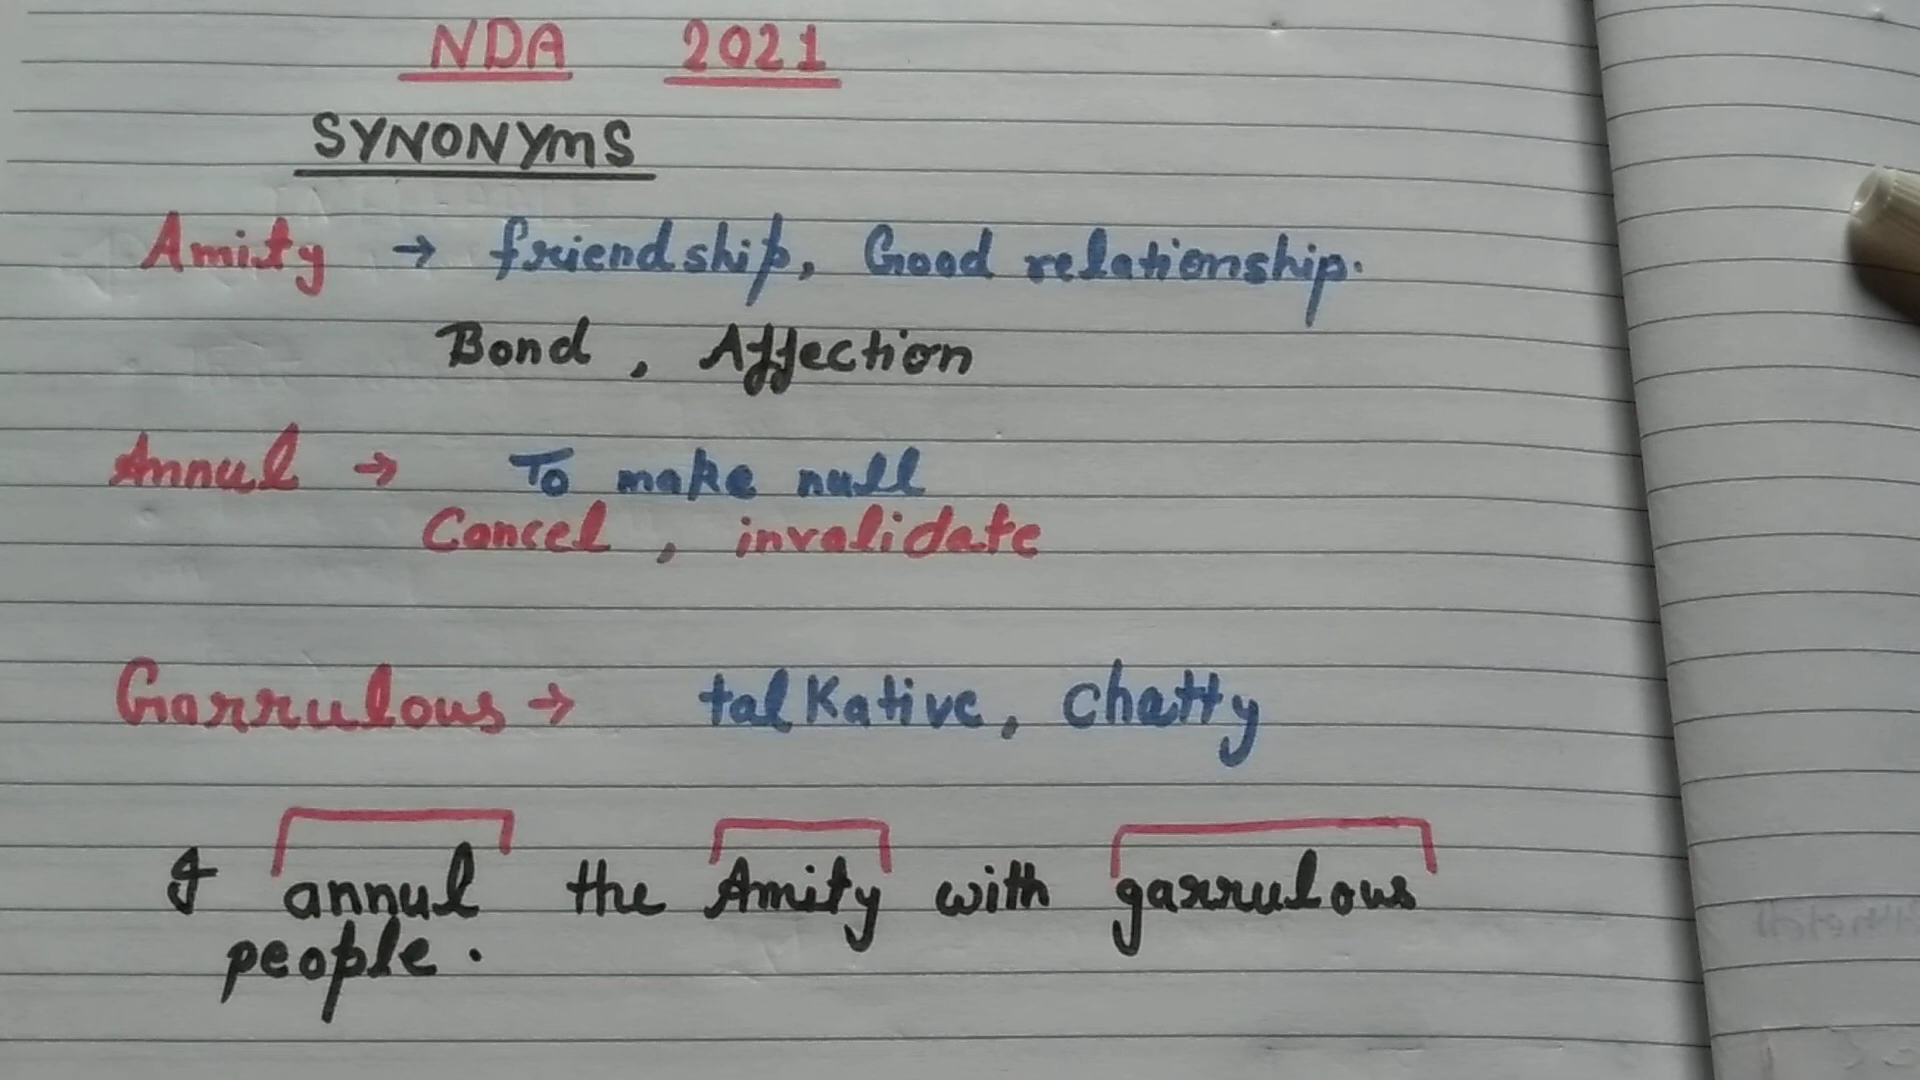 NDA 2021
SYNONYMS
Amity → friendship, Good relationship.
Bond, Affection
Annul → To make null
Cancel, invalidate
Garrulous → talkative, chatty
I annul the Amity with garrulous
people.